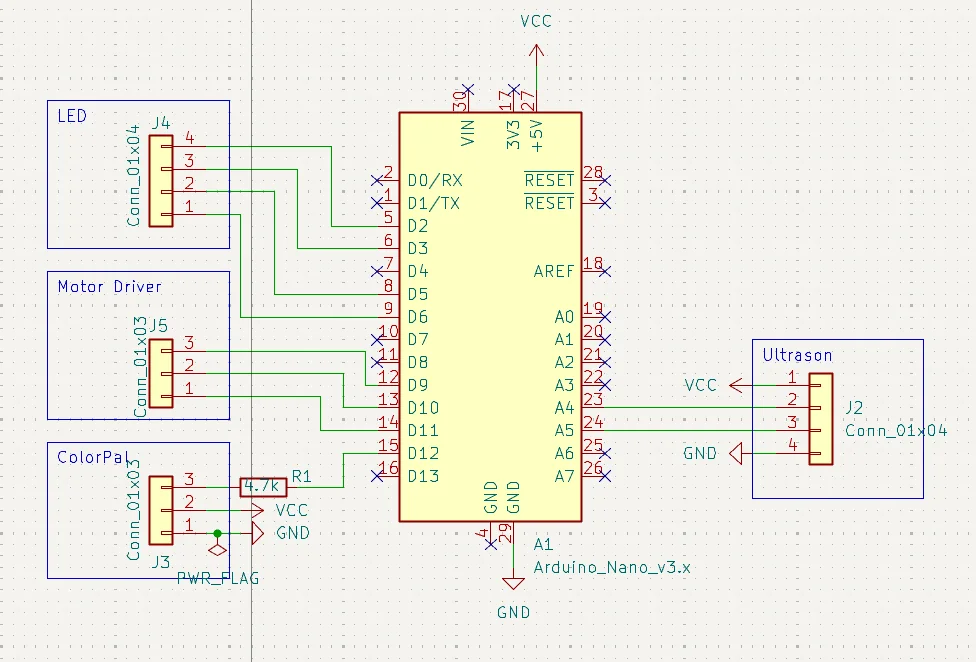 VCC
LED
J4
Conn_01x04
4
3
2
1
Motor Driver
J5
Conn_01x03
3
2
1
ColorPal
Conn_01x03
3
2
1
J3
R1
4.7k
VCC
GND
PWR_FLAG
30
17
27
VIN
3V3
+5V
2 D0/RX
1 D1/TX
5 D2
6 D3
7 D4
8 D5
9 D6
10 D7
11 D8
12 D9
13 D10
14 D11
15 D12
16 D13
RESET 28
RESET 3
AREF 18
A0 19
A1 20
A2 21
A3 22
A4 23
A5 24
A6 25
A7 26
GND
GND
4
29
A1
Arduino_Nano_v3.x
GND
Ultrason
VCC
1
2
3
4
GND
J2
Conn_01x04